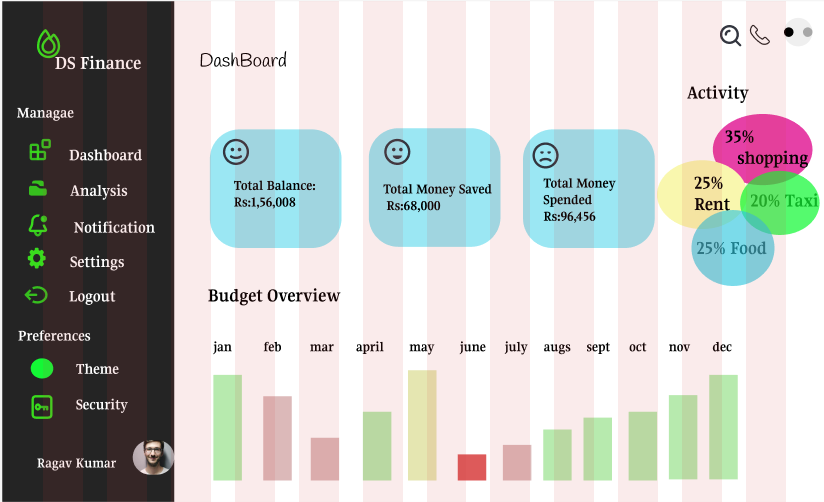 DS Finance
Managae
Dashboard
Analysis
Notification
Settings
Logout
Preferences
Theme
Security
Ragav Kumar
DashBoard
Total Balance:
Rs:1,56,008
Total Money Saved
Rs:68,000
Total Money
Spended
Rs:96,456
Activity
35%
shopping
25%
Rent
20% Taxi
25% Food
Budget Overview
jan feb mar april may june july augs sept oct nov dec